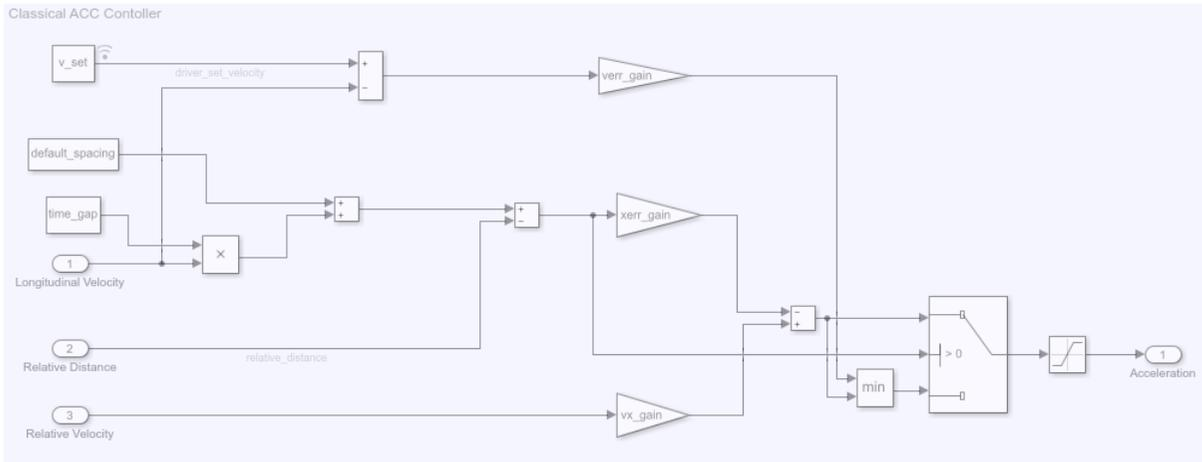 Classical ACC Contoller
v_set
driver_set_velocity
+
−
verr_gain
default_spacing
time_gap
+
+
+
−
xerr_gain
×
1
Longitudinal Velocity
−
+
2
Relative Distance
relative_distance
> 0
1
Acceleration
min
3
Relative Velocity
vx_gain